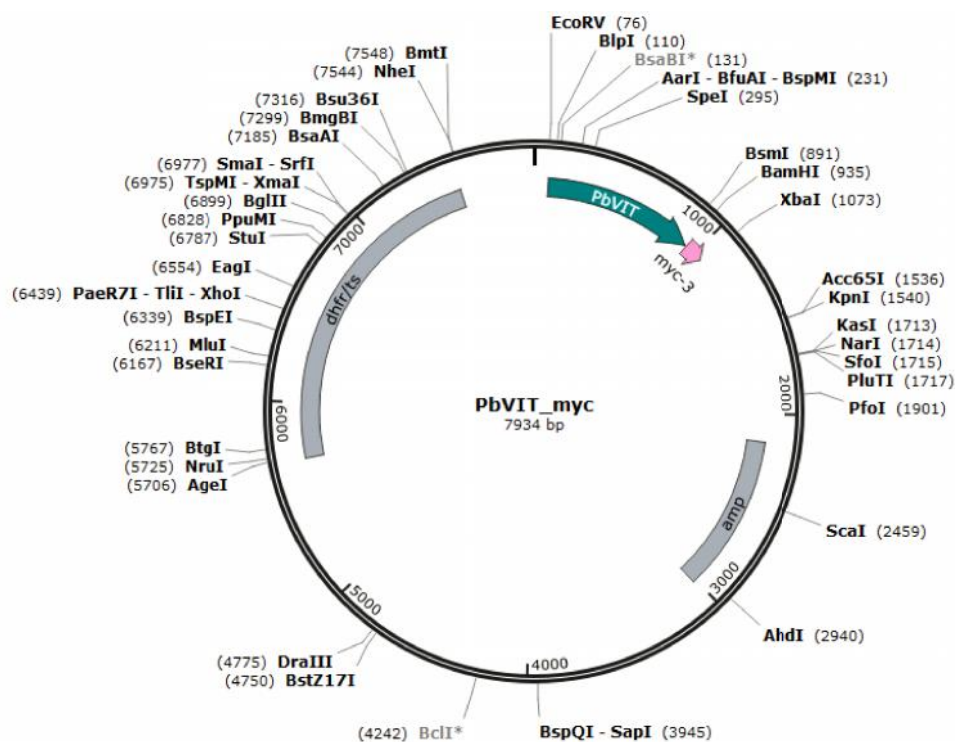 EcoRV (76)
BlpI (110)
BsaBI* (131)
AarI - BfuAI - BspMI (231)
SpeI (295)
BsmI (891)
BamHI (935)
XbaI (1073)
Acc65I (1536)
KpnI (1540)
KasI (1713)
NarI (1714)
SfoI (1715)
PluTI (1717)
PfoI (1901)
ScaI (2459)
AhdI (2940)
BspQI - SapI (3945)
(4242) BclI*
(4750) BstZ17I
(4775) DraIII
(5706) AgeI
(5725) NruI
(5767) BtgI
(6167) BseRI
(6211) MluI
(6339) BspEI
(6439) PaeR7I - TliI - XhoI
(6554) EagI
(6787) StuI
(6828) PpuMI
(6899) BglII
(6975) TspMI - XmaI
(6977) SmaI - SrfI
(7185) BsaAI
(7299) BmgBI
(7316) Bsu36I
(7544) NheI
(7548) BmtI
PbVIT
myc-3
1000
2000
amp
3000
4000
5000
6000
dhfr/ts
7000
PbVIT_myc
7934 bp